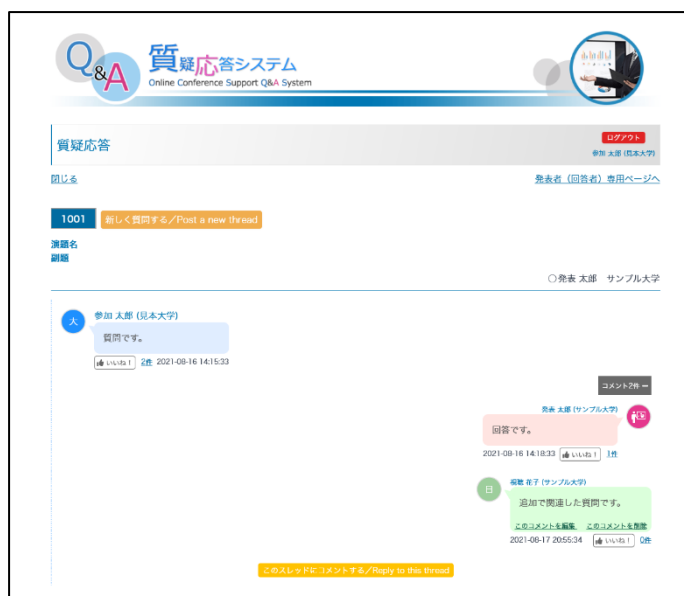 Q&A
質疑応答システム
Online Conference Support Q&A System
質疑応答
ログアウト
参加 太郎 (見本大学)
閉じる
発表者（回答者）専用ページへ
1001
新しく質問する／Post a new thread
演題名
副題
○発表 太郎　サンプル大学
大
参加 太郎 (見本大学)
質問です。
いいね！ 2件 2021-08-16 14:15:33
コメント2件 ー
発表 太郎 (サンプル大学)
回答です。
2021-08-16 14:18:33 いいね！ 1件
日
視聴 花子 (サンプル大学)
追加で関連した質問です。
このコメントを編集 このコメントを削除
2021-08-17 20:55:34 いいね！ 0件
このスレッドにコメントする／Reply to this thread